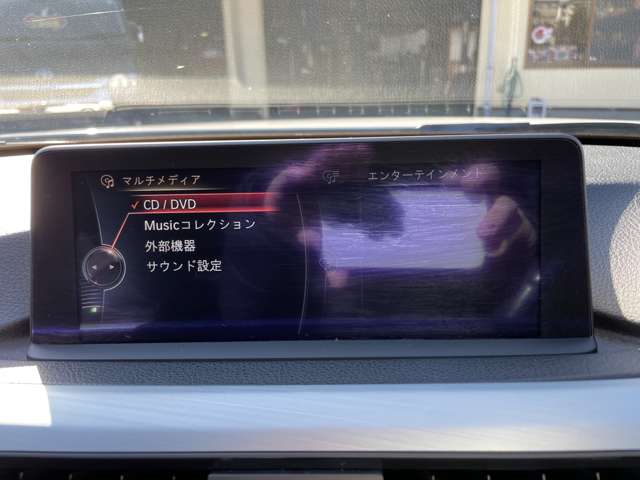 マルチメディア
エンターテインメント
✓ CD / DVD
Musicコレクション
外部機器
サウンド設定